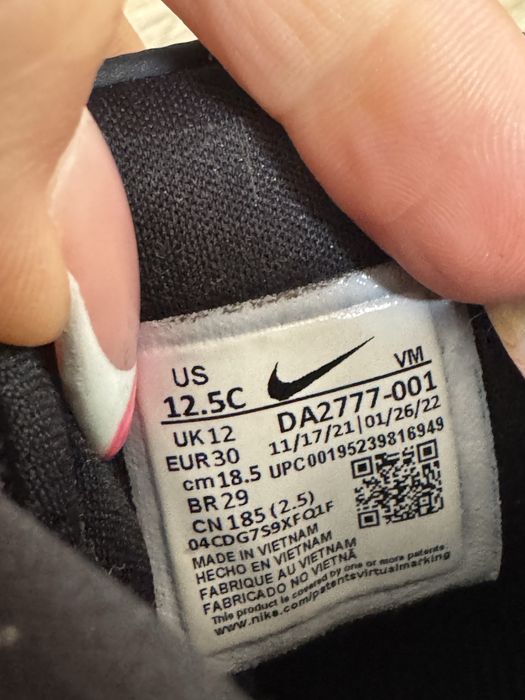 US
12.5C
VM
DA2777-001
UK 12
11/17/21|01/26/22
EUR 30
UPC00195239816949
cm 18.5
BR 29
CN 185 (2.5)
04CDG7S9XFQ1F
MADE IN VIETNAM
HECHO EN VIETNAM
FABRIQUE AU VIETNAM
FABRICADO NO VIETNÃ
This product is covered by one or more patents
www.nike.com/patentsvirtualmarking